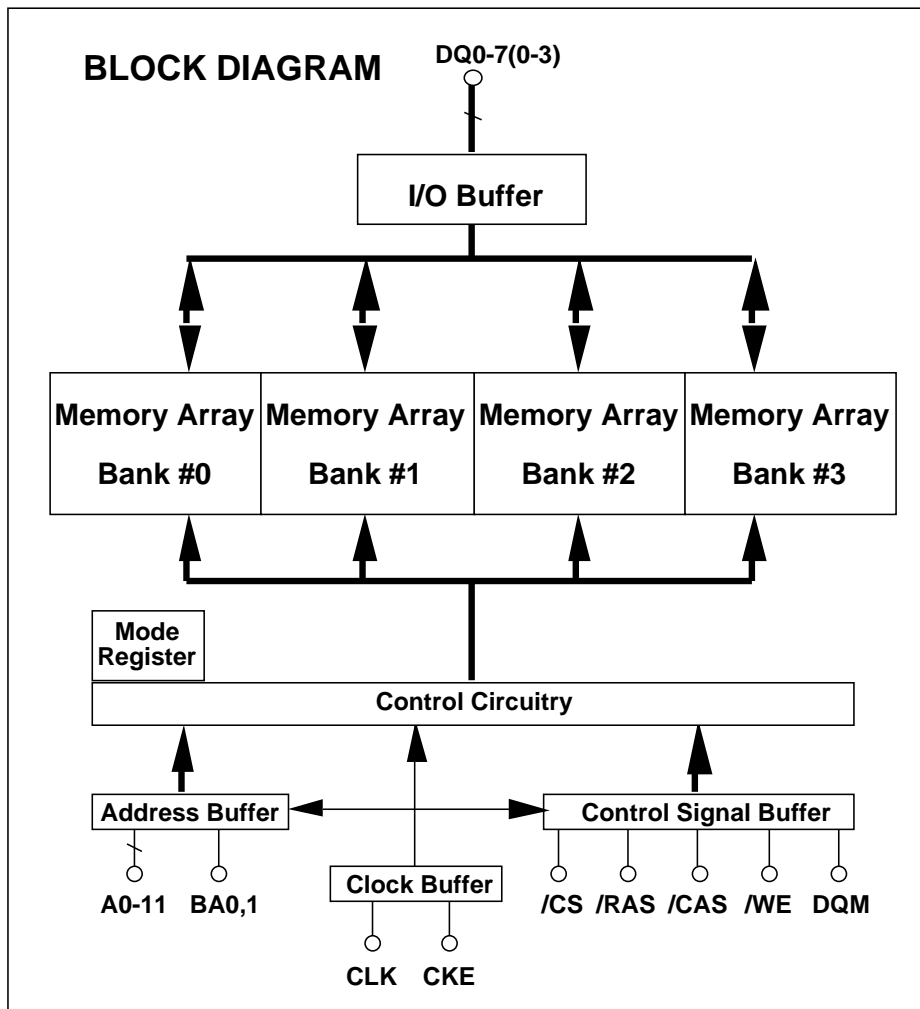 BLOCK DIAGRAM
DQ0-7(0-3)
I/O Buffer
Memory Array
Bank #0
Memory Array
Bank #1
Memory Array
Bank #2
Memory Array
Bank #3
Mode
Register
Control Circuitry
Address Buffer
Control Signal Buffer
Clock Buffer
A0-11
BA0,1
/CS
/RAS
/CAS
/WE
DQM
CLK
CKE